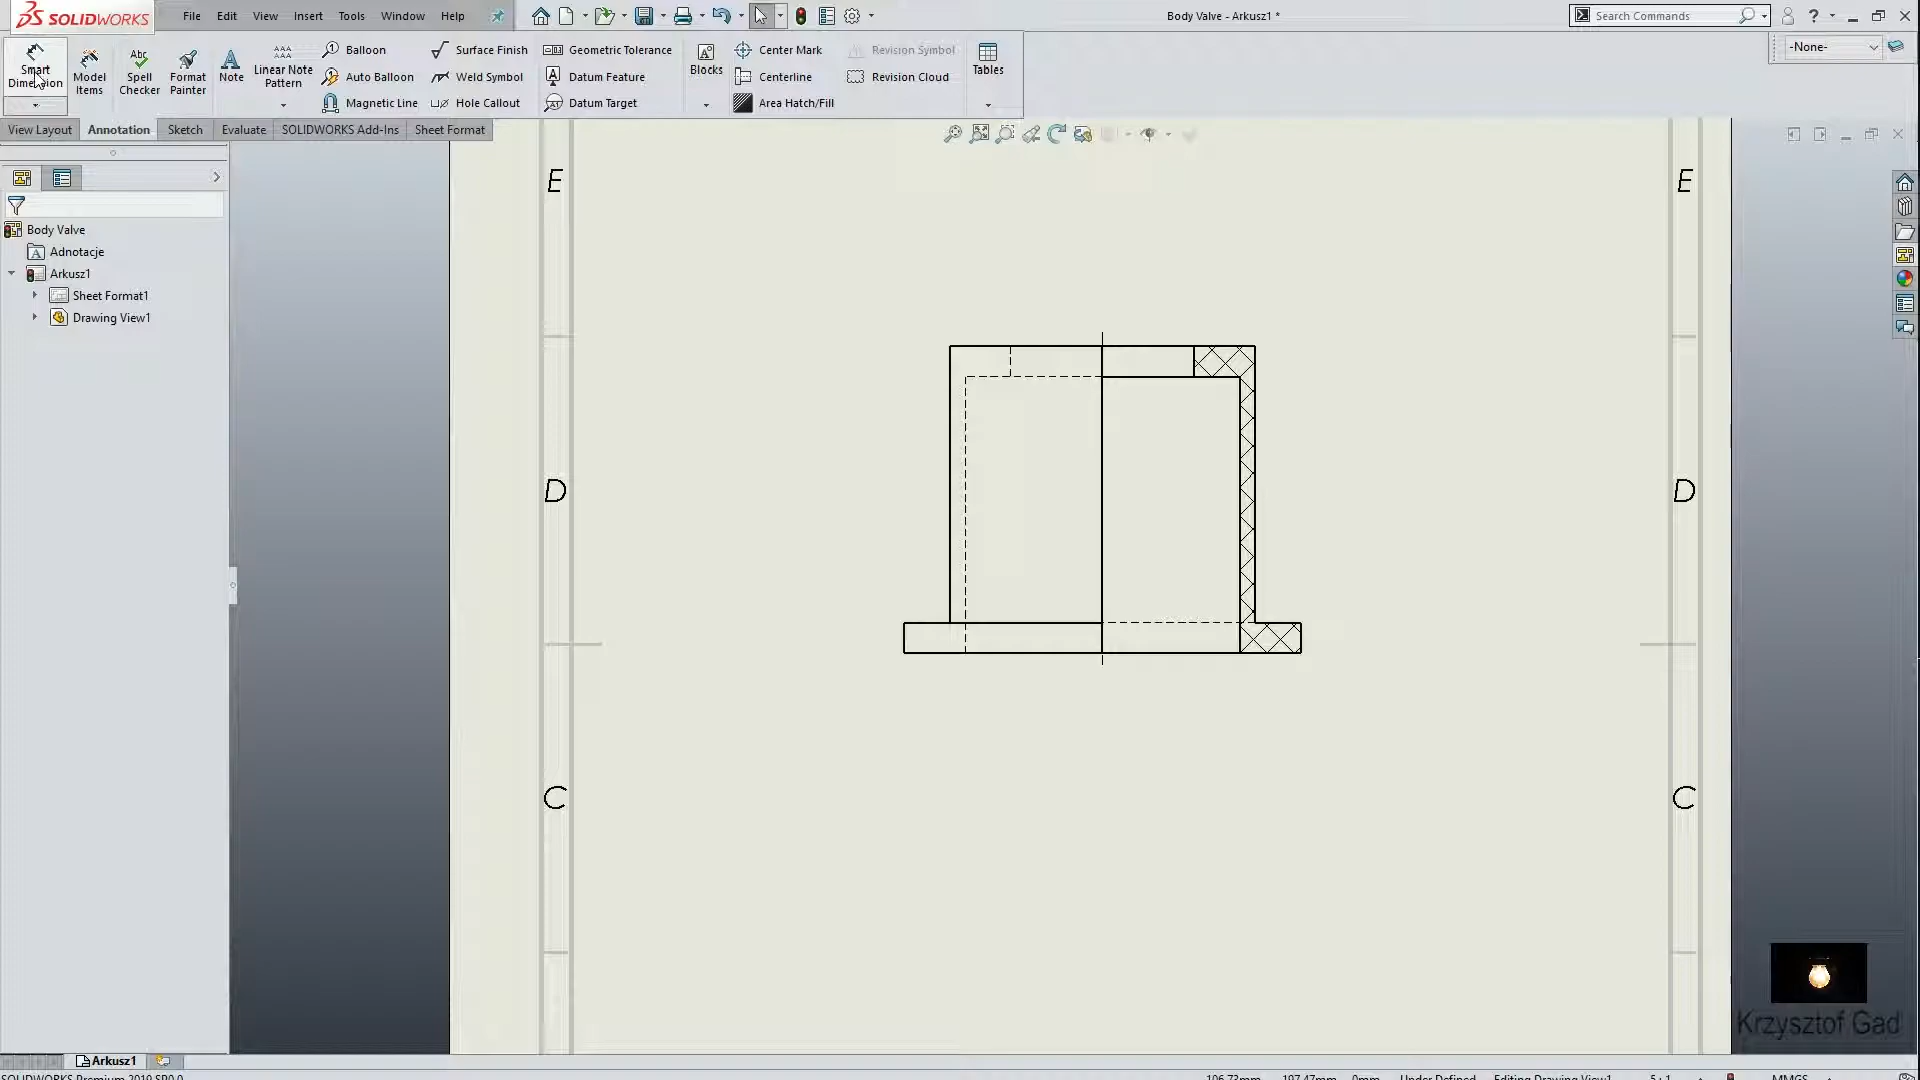 SOLIDWORKS
File Edit View Insert Tools Window Help
Body Valve - Arkusz1 *
Search Commands
-None-
Smart Dimension
Model Items
Spell Checker
Format Painter
Note
Linear Note Pattern
Balloon
Auto Balloon
Magnetic Line
Surface Finish
Weld Symbol
Hole Callout
Geometric Tolerance
Datum Feature
Datum Target
Blocks
Center Mark
Centerline
Area Hatch/Fill
Revision Symbol
Revision Cloud
Tables
View Layout Annotation Sketch Evaluate SOLIDWORKS Add-Ins Sheet Format
Body Valve
Adnotacje
Arkusz1
Sheet Format1
Drawing View1
E E
D D
C C
Krzysztof Gad
Arkusz1
SOLIDWORKS Premium 2019 SP0.0
106.73mm 197.47mm 0mm Under Defined Editing Drawing View1 5 : 1 MMGS